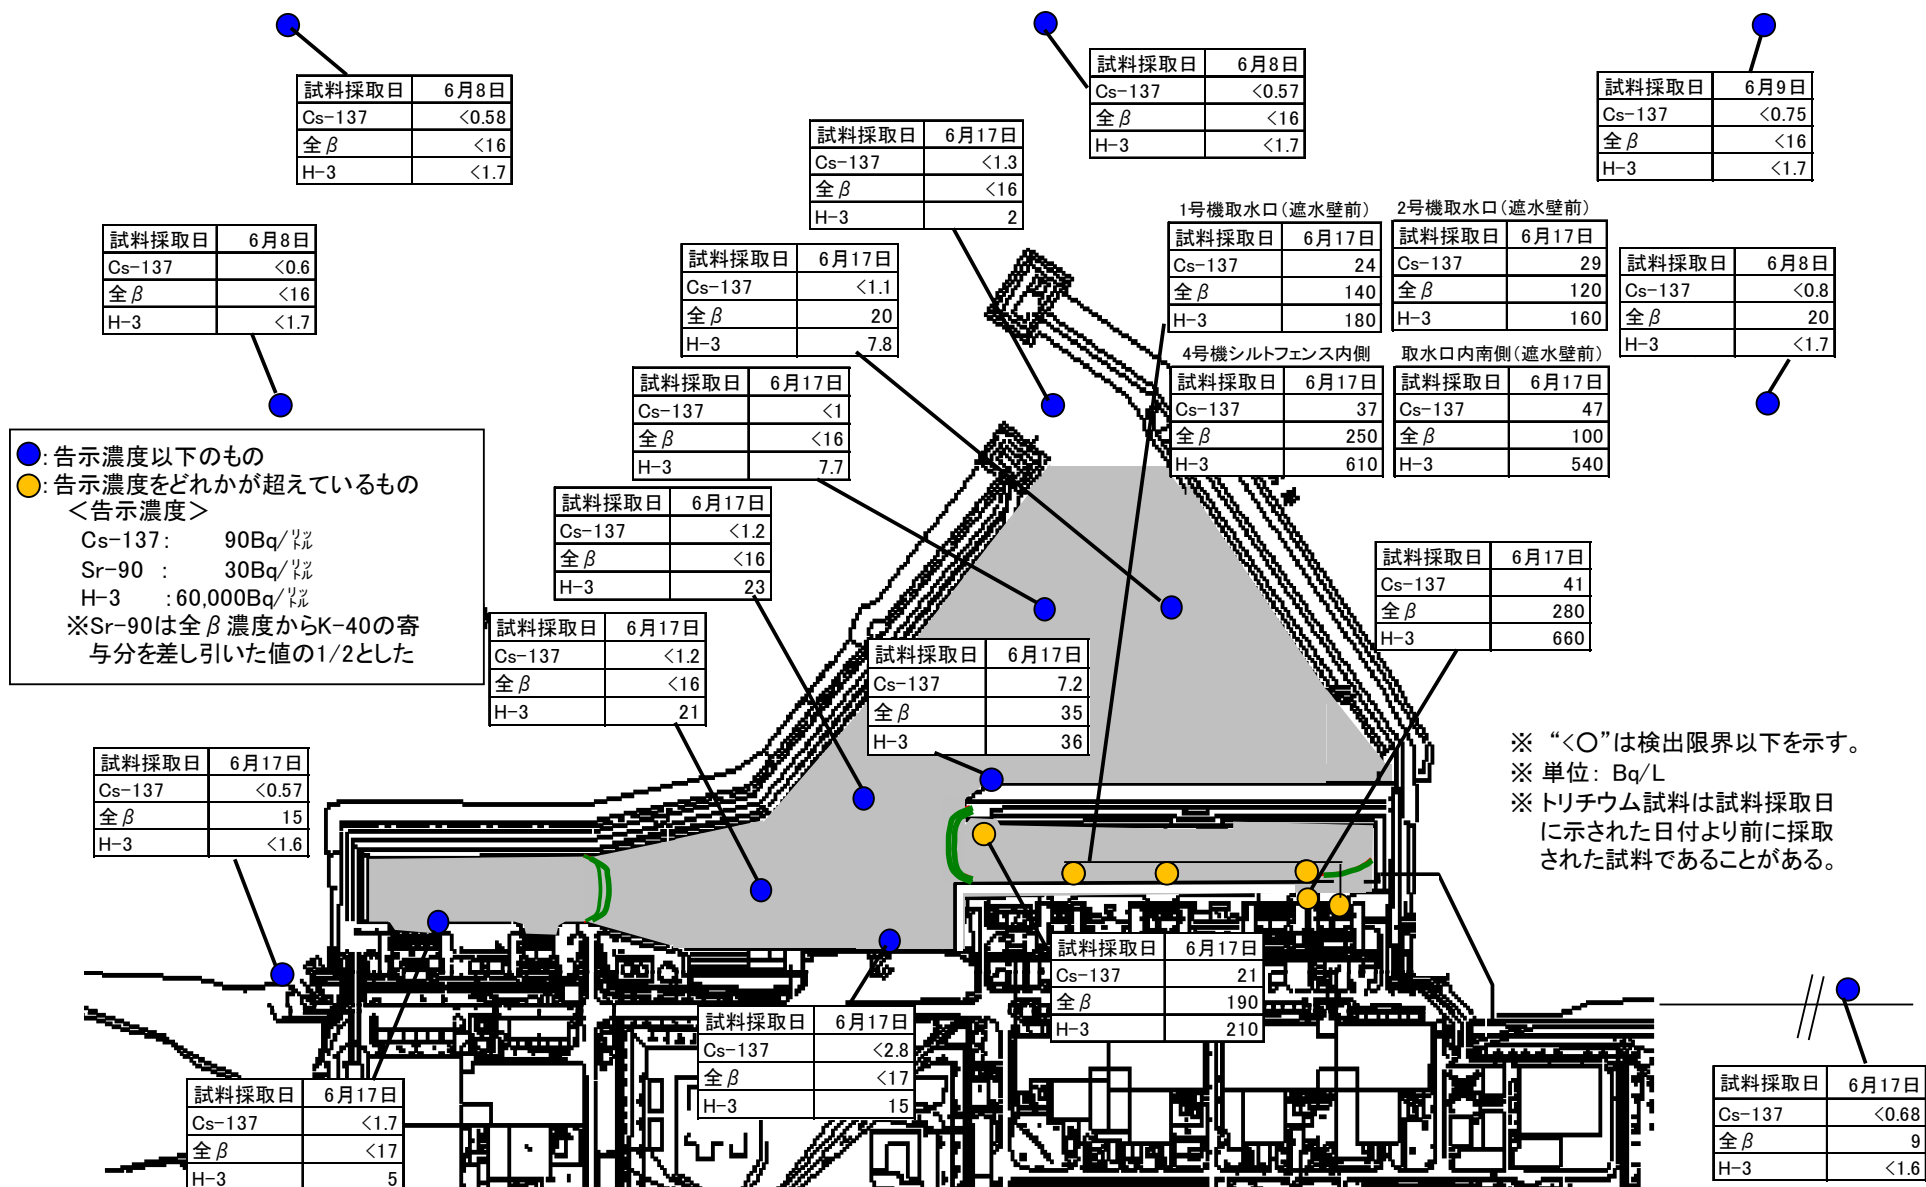 試料採取日 6月8日
Cs-137 <0.58
全β <16
H-3 <1.7
試料採取日 6月8日
Cs-137 <0.57
全β <16
H-3 <1.7
試料採取日 6月9日
Cs-137 <0.75
全β <16
H-3 <1.7
試料採取日 6月17日
Cs-137 <1.3
全β <16
H-3 2
試料採取日 6月8日
Cs-137 <0.6
全β <16
H-3 <1.7
試料採取日 6月17日
Cs-137 <1.1
全β 20
H-3 7.8
1号機取水口(遮水壁前)
試料採取日 6月17日
Cs-137 24
全β 140
H-3 180
2号機取水口(遮水壁前)
試料採取日 6月17日
Cs-137 29
全β 120
H-3 160
試料採取日 6月8日
Cs-137 <0.8
全β 20
H-3 <1.7
4号機シルトフェンス内側
試料採取日 6月17日
Cs-137 37
全β 250
H-3 610
取水口内南側(遮水壁前)
試料採取日 6月17日
Cs-137 47
全β 100
H-3 540
試料採取日 6月17日
Cs-137 <1
全β <16
H-3 7.7
:告示濃度以下のもの
:告示濃度をどれかが超えているもの
<告示濃度>
Cs-137: 90Bq/㍑
Sr-90 : 30Bq/㍑
H-3 :60,000Bq/㍑
※Sr-90は全β濃度からK-40の寄
与分を差し引いた値の1/2とした
試料採取日 6月17日
Cs-137 <1.2
全β <16
H-3 23
試料採取日 6月17日
Cs-137 41
全β 280
H-3 660
試料採取日 6月17日
Cs-137 <1.2
全β <16
H-3 21
試料採取日 6月17日
Cs-137 7.2
全β 35
H-3 36
試料採取日 6月17日
Cs-137 <0.57
全β 15
H-3 <1.6
※ “<○”は検出限界以下を示す。
※ 単位: Bq/L
※ トリチウム試料は試料採取日
に示された日付より前に採取
された試料であることがある。
試料採取日 6月17日
Cs-137 21
全β 190
H-3 210
試料採取日 6月17日
Cs-137 <2.8
全β <17
H-3 15
試料採取日 6月17日
Cs-137 <1.7
全β <17
H-3 5
試料採取日 6月17日
Cs-137 <0.68
全β 9
H-3 <1.6